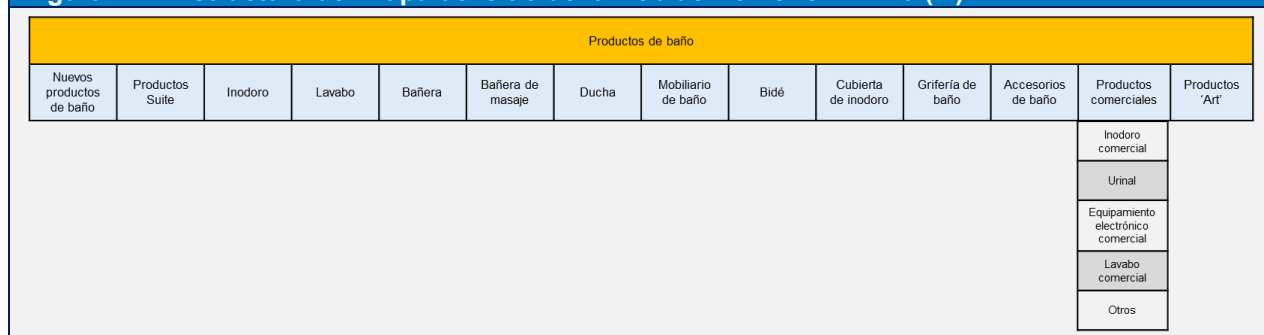 Productos de baño
Nuevos
productos
de baño
Productos
Suite
Inodoro
Lavabo
Bañera
Bañera de
masaje
Ducha
Mobiliario
de baño
Bidé
Cubierta
de inodoro
Grifería de
baño
Accesorios
de baño
Productos
comerciales
Productos
‘Art’
Inodoro
comercial
Urinal
Equipamiento
electrónico
comercial
Lavabo
comercial
Otros